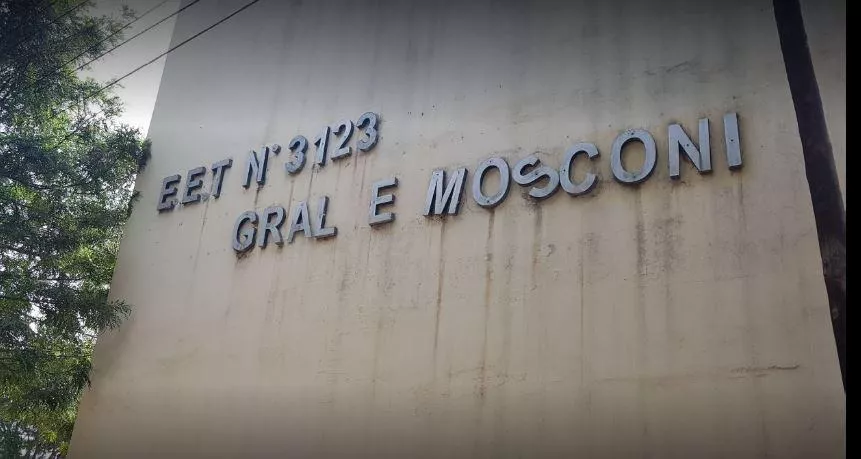 E.E.T N° 3123
GRAL E MOSCONI